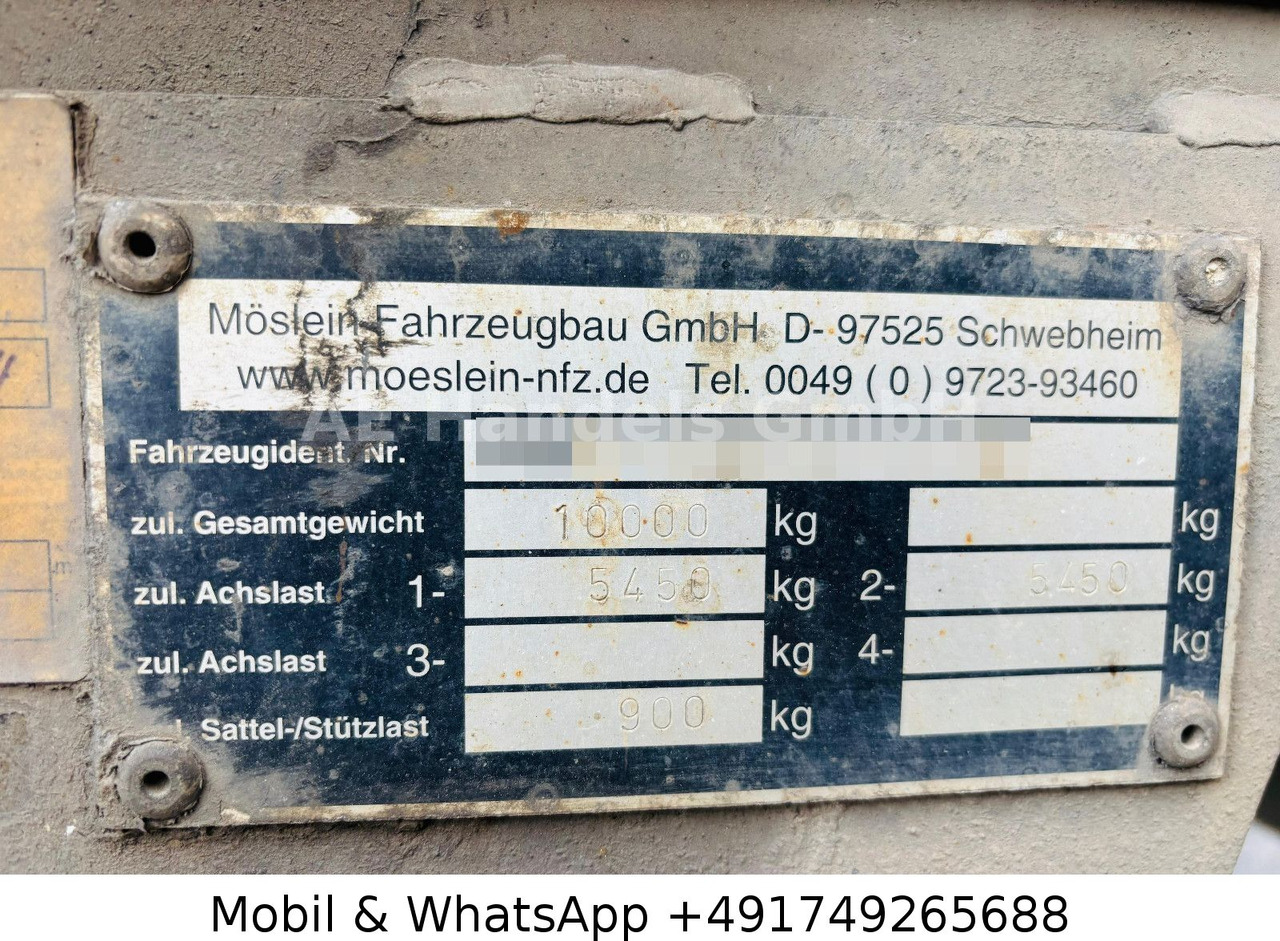 Möslein Fahrzeugbau GmbH D- 97525 Schwebheim
www.moeslein-nfz.de Tel. 0049 ( 0 ) 9723-93460
AE Handels GmbH
Fahrzeugident. Nr.
zul. Gesamtgewicht 10000 kg kg
zul. Achslast 1- 5450 kg 2- 5450 kg
zul. Achslast 3- kg 4- kg
Sattel-/Stützlast 900 kg
m
Mobil & WhatsApp +491749265688